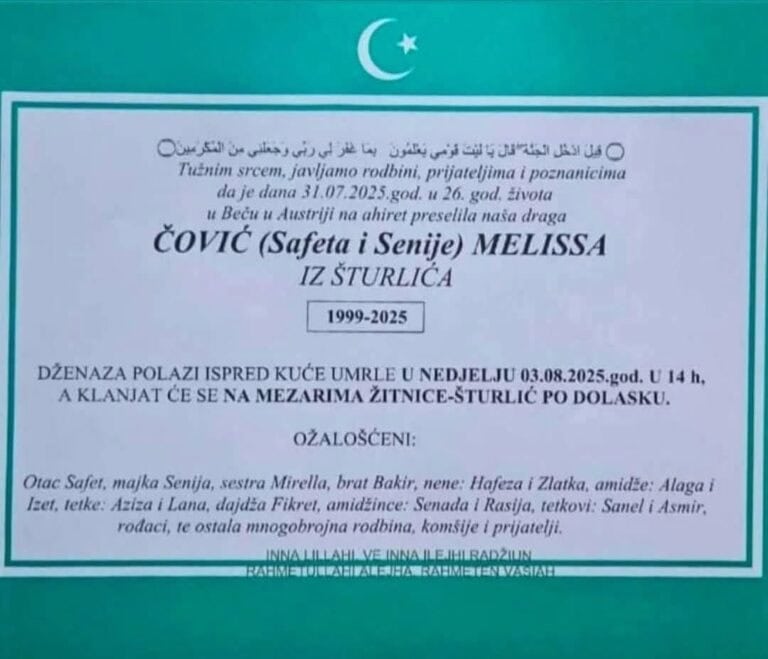 قِيلَ ادْخُلِ الْجَنَّةَ ۖ قَالَ يَا لَيْتَ قَوْمِي يَعْلَمُونَ بِمَا غَفَرَ لِي رَبِّي وَجَعَلَنِي مِنَ الْمُكْرَمِينَ
Tužnim srcem, javljamo rodbini, prijateljima i poznanicima
da je dana 31.07.2025.god. u 26. god. života
u Beču u Austriji na ahiret preselila naša draga
ČOVIĆ (Safeta i Senije) MELISSA
IZ ŠTURLIĆA
1999-2025
DŽENAZA POLAZI ISPRED KUĆE UMRLE U NEDJELJU 03.08.2025.god. U 14 h,
A KLANJAT ĆE SE NA MEZARIMA ŽITNICE-ŠTURLIĆ PO DOLASKU.
OŽALOŠĆENI:
Otac Safet, majka Senija, sestra Mirella, brat Bakir, nene: Hafeza i Zlatka, amidže: Alaga i
Izet, tetke: Aziza i Lana, dajdža Fikret, amidžince: Senada i Rasija, tetkovi: Sanel i Asmir,
rođaci, te ostala mnogobrojna rodbina, komšije i prijatelji.
INNA LILLAHI, VE INNA ILEJHI RADŽIUN
RAHMETULLAHI ALEJHA, RAHMETEN VASIAH